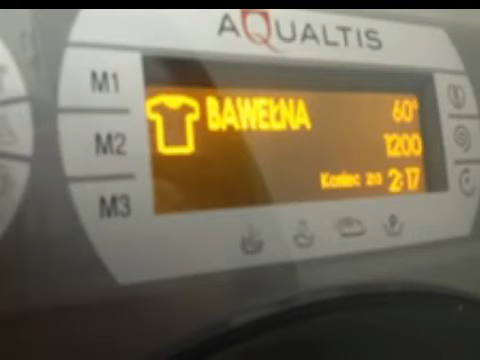 AQUALTIS
M1
M2
M3
BAWEŁNA 60°
1200
Koniec za 2:17